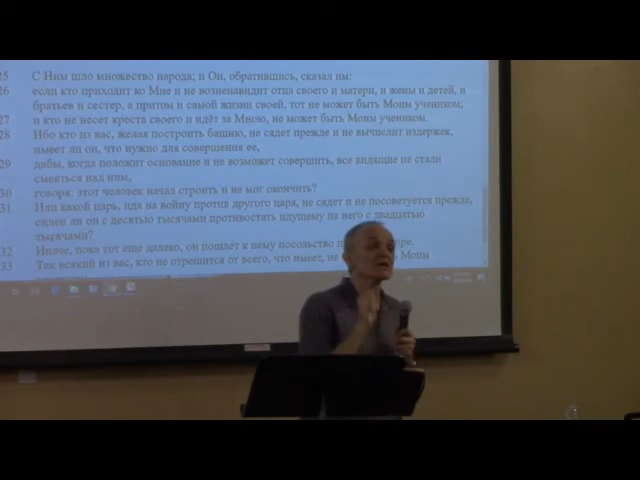 25 С Ним шло множество народа; и Он, обратившись, сказал им:
26 если кто приходит ко Мне и не возненавидит отца своего и матери, и жены и детей, и
братьев и сестер, а притом и самой жизни своей, тот не может быть Моим учеником;
27 и кто не несет креста своего и идёт за Мною, не может быть Моим учеником.
28 Ибо кто из вас, желая построить башню, не сядет прежде и не вычислит издержек,
имеет ли он, что нужно для совершения ее,
29 дабы, когда положит основание и не возможет совершить, все видящие не стали
смеяться над ним,
30 говоря: этот человек начал строить и не мог окончить?
31 Или какой царь, идя на войну против другого царя, не сядет и не посоветуется прежде,
силен ли он с десятью тысячами противостать идущему на него с двадцатью
тысячами?
32 Иначе, пока тот еще далеко, он пошлет к нему посольство
33 Так всякий из вас, кто не отрешится от всего, что имеет, не Моим